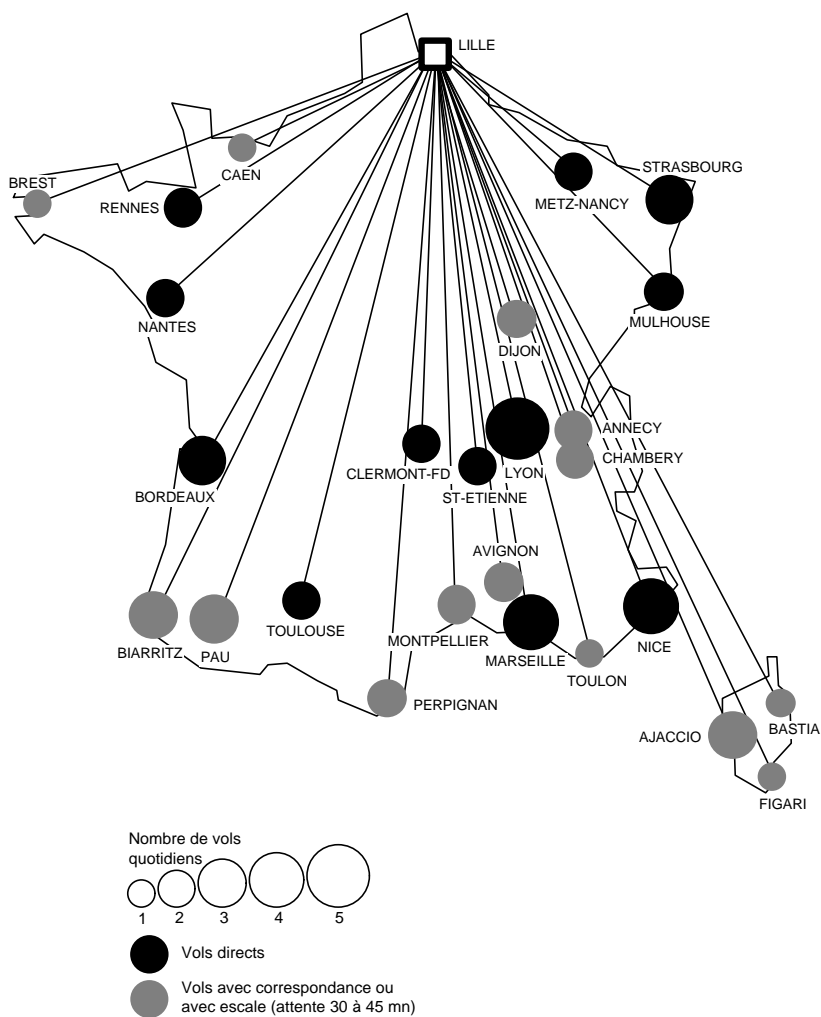 LILLE
CAEN
STRASBOURG
BREST
RENNES
METZ-NANCY
NANTES
MULHOUSE
DIJON
ANNECY
CHAMBERY
CLERMONT-FD
LYON
BORDEAUX
ST-ETIENNE
AVIGNON
TOULOUSE
MONTPELLIER
BIARRITZ
PAU
MARSEILLE
NICE
TOULON
PERPIGNAN
BASTIA
AJACCIO
FIGARI
Nombre de vols
quotidiens
1 2 3 4 5
Vols directs
Vols avec correspondance ou
avec escale (attente 30 à 45 mn)